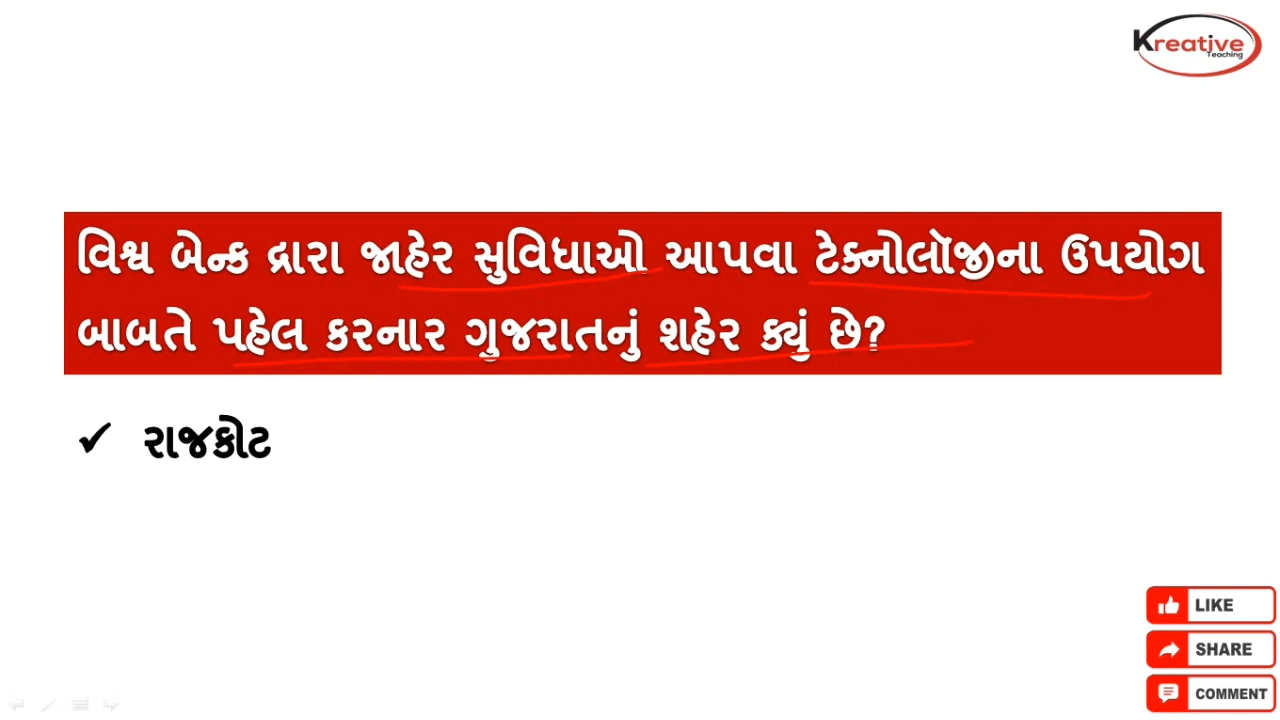 Kreative
Teaching
વિશ્વ બેન્ક દ્રારા જાહેર સુવિધાઓ આપવા ટેક્નોલૉજીના ઉપયોગ
બાબતે પહેલ કરનાર ગુજરાતનું શહેર ક્યું છે?
✓ રાજકોટ
LIKE
SHARE
COMMENT